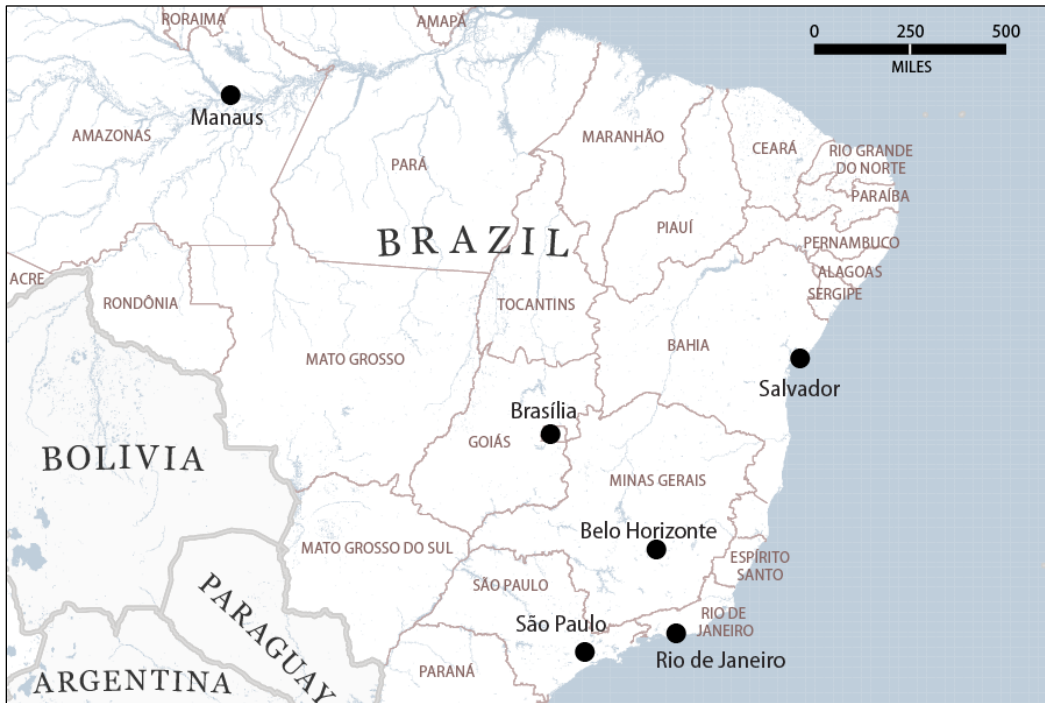 RORAIMA
AMAPÁ
0 250 500
MILES
Manaus
AMAZONAS
PARÁ
MARANHÃO
CEARÁ
RIO GRANDE
DO NORTE
PARAÍBA
PIAUÍ
BRAZIL
PERNAMBUCO
ALAGOAS
SERGIPE
ACRE
RONDÔNIA
TOCANTINS
MATO GROSSO
BAHIA
Salvador
Brasília
GOIÁS
BOLIVIA
MINAS GERAIS
Belo Horizonte
MATO GROSSO DO SUL
ESPÍRITO
SANTO
SÃO PAULO
PARAGUAY
São Paulo
RIO DE
JANEIRO
Rio de Janeiro
PARANÁ
ARGENTINA